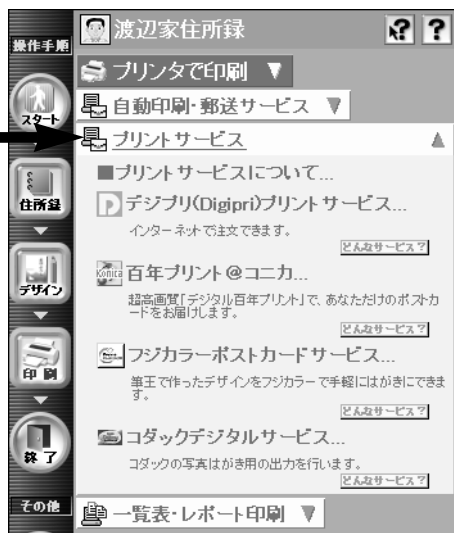 操作手順
渡辺家住所録
? ?
スタート
プリンタで印刷 ▼
自動印刷・郵送サービス ▼
プリントサービス ▲
■プリントサービスについて...
住所録
デジプリ(Digipri)プリントサービス...
インターネットで注文できます。
どんなサービス?
デザイン
Konica 百年プリント@コニカ...
超高画質「デジタル百年プリント」で、あなただけのポストカ
ードをお届けします。
どんなサービス?
印刷
フジカラーポストカードサービス...
筆王で作ったデザインをフジカラーで手軽にはがきにできま
す。
どんなサービス?
終了
コダックデジタルサービス...
コダックの写真はがき用の出力を行います。
どんなサービス?
その他
一覧表・レポート印刷 ▼